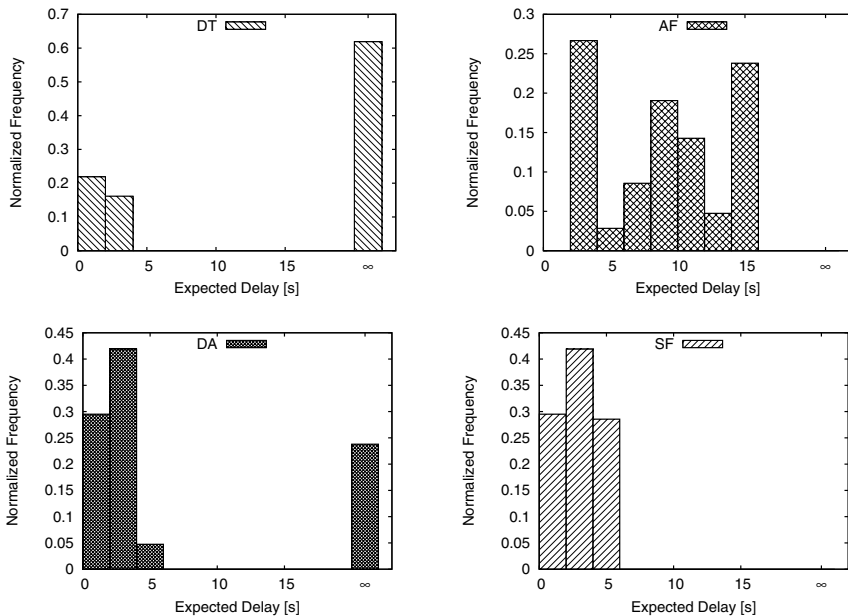 DT
Normalized Frequency
0.7
0.6
0.5
0.4
0.3
0.2
0.1
0
0 5 10 15 ∞
Expected Delay [s]
AF
Normalized Frequency
0.3
0.25
0.2
0.15
0.1
0.05
0
0 5 10 15 ∞
Expected Delay [s]
DA
Normalized Frequency
0.45
0.4
0.35
0.3
0.25
0.2
0.15
0.1
0.05
0
0 5 10 15 ∞
Expected Delay [s]
SF
Normalized Frequency
0.45
0.4
0.35
0.3
0.25
0.2
0.15
0.1
0.05
0
0 5 10 15 ∞
Expected Delay [s]